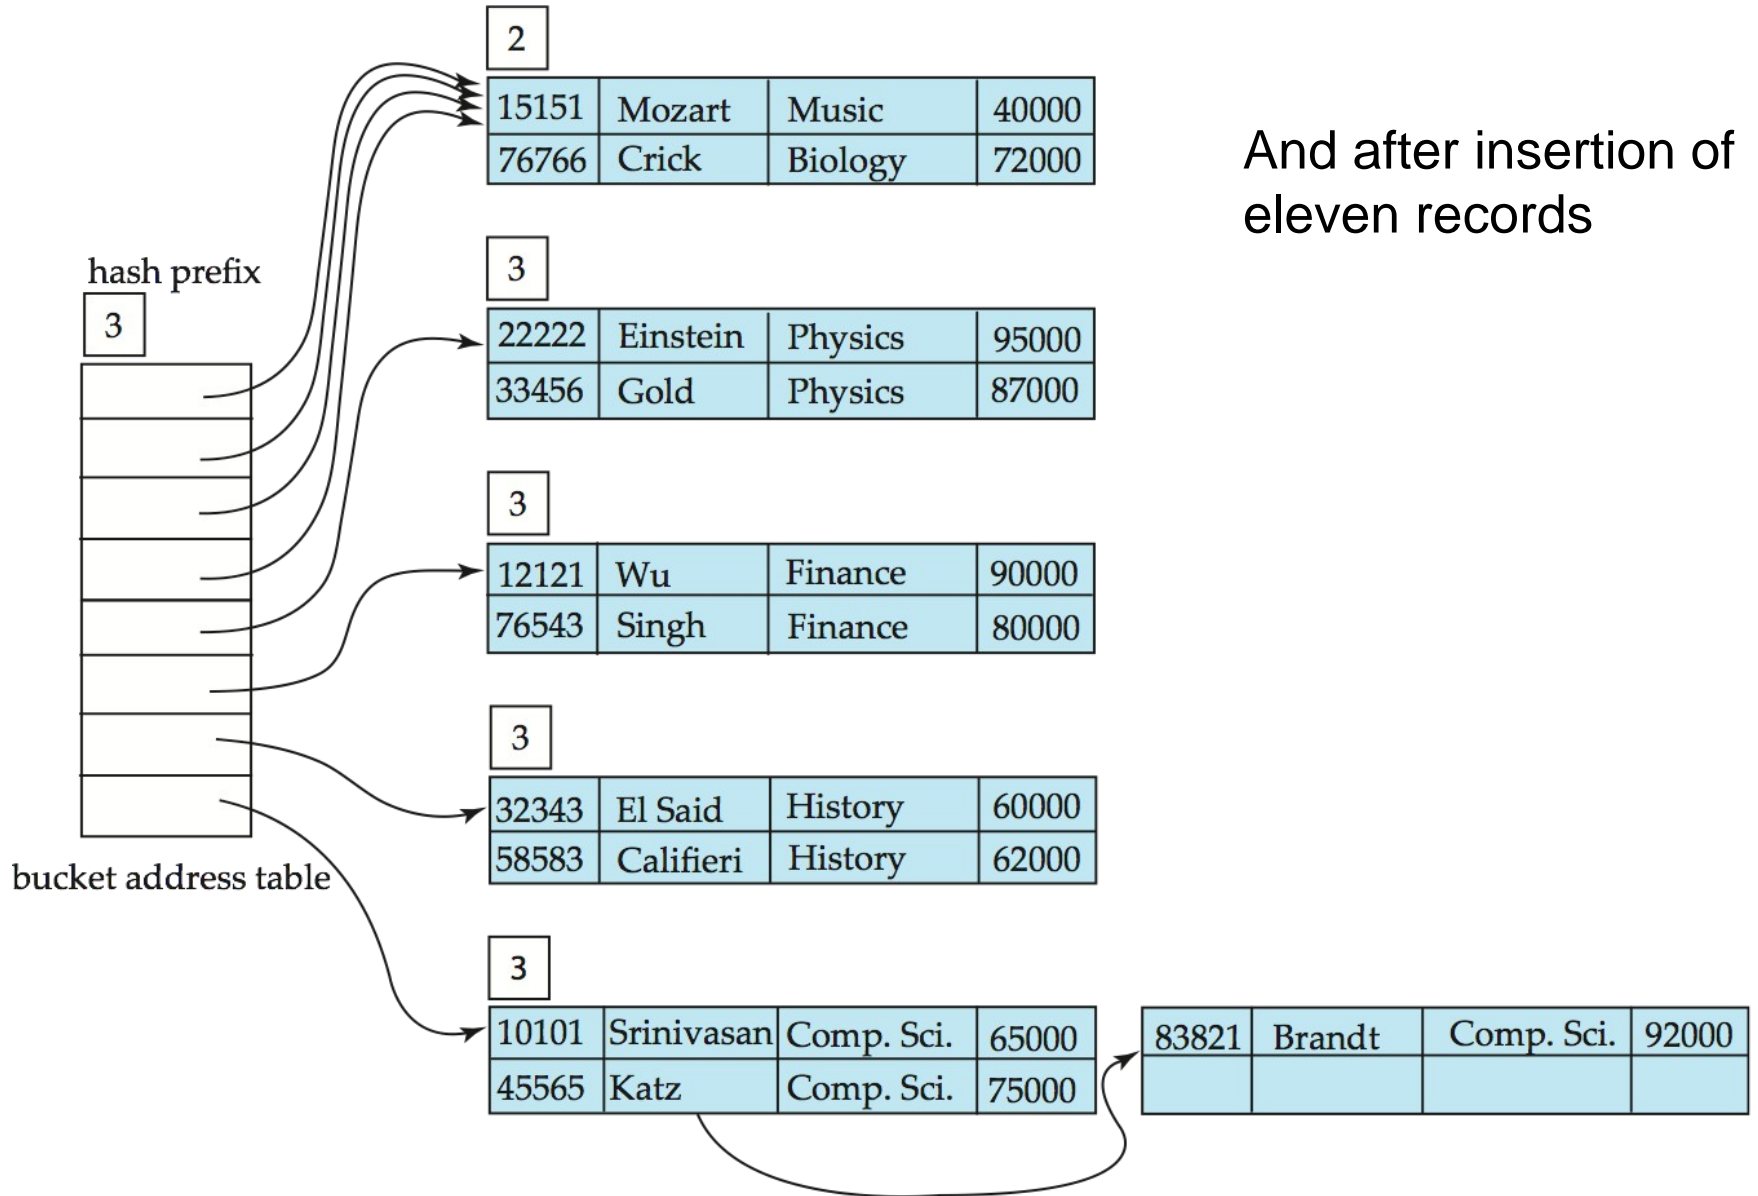 2
15151 Mozart Music 40000
76766 Crick Biology 72000
And after insertion of
eleven records
hash prefix
3
3
22222 Einstein Physics 95000
33456 Gold Physics 87000
3
12121 Wu Finance 90000
76543 Singh Finance 80000
3
32343 El Said History 60000
58583 Califieri History 62000
bucket address table
3
10101 Srinivasan Comp. Sci. 65000
45565 Katz Comp. Sci. 75000
83821 Brandt Comp. Sci. 92000